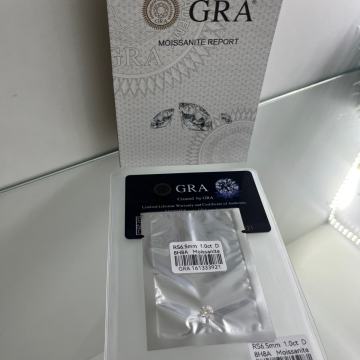 GRA®
MOISSANITE REPORT
GRA
GRA
Created by GRA
Limited Lifetime Warranty and Certificate of Authenticity
RS6.5mm 1.0ct D
8H8A Moissanite
GRA 161333921
RS6.5mm 1.0ct D
8H8A Moissanite